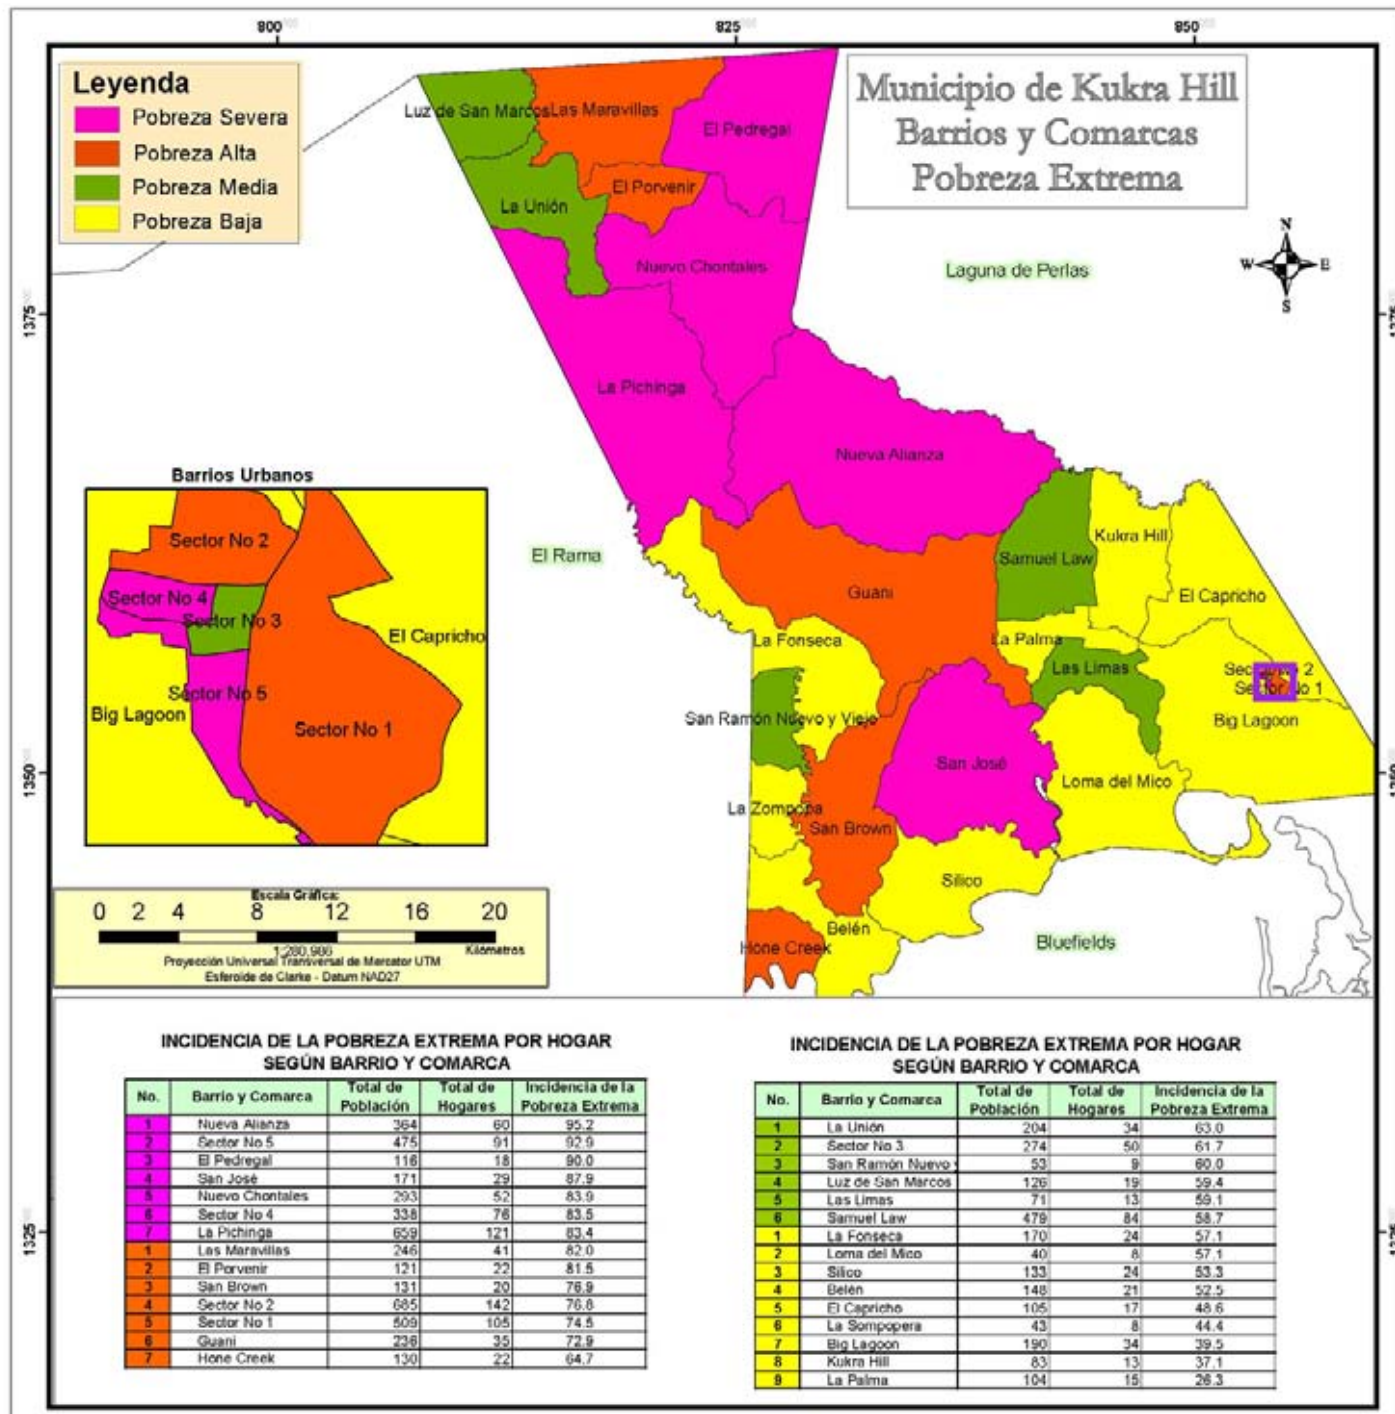 800
825
850
Leyenda
Pobreza Severa
Pobreza Alta
Pobreza Media
Pobreza Baja
Municipio de Kukra Hill
Barrios y Comarcas
Pobreza Extrema
N
W E
S
Luz de San Marcos
Las Maravillas
El Pedregal
El Porvenir
La Unión
Nuevo Chontales
Laguna de Perlas
1375
La Pichinga
Nueva Alianza
El Rama
Samuel Law
Kukra Hill
El Capricho
Guani
La Fonseca
La Palma
Las Limas
Sector No 1
San Ramón Nuevo y Viejo
Big Lagoon
San José
Loma del Mico
La Zompopa
San Brown
Silico
Belén
Hone Creek
Bluefields
Barrios Urbanos
Sector No 2
Sector No 4
Sector No 3
El Capricho
Sector No 5
Big Lagoon
Sector No 1
1350
Escala Gráfica:
0 2 4 8 12 16 20
1:280,986
Kilómetros
Proyección Universal Transversal de Mercator UTM
Esferoide de Clarke - Datum NAD27
1325
INCIDENCIA DE LA POBREZA EXTREMA POR HOGAR
SEGÚN BARRIO Y COMARCA
No. Barrio y Comarca Total de Población Total de Hogares Incidencia de la Pobreza Extrema
1 Nueva Alianza 364 60 95.2
2 Sector No 5 475 91 92.9
3 El Pedregal 116 18 90.0
4 San José 171 29 87.9
5 Nuevo Chontales 293 52 83.9
6 Sector No 4 338 76 83.5
7 La Pichinga 659 121 83.4
1 Las Maravillas 246 41 82.0
2 El Porvenir 121 22 81.5
3 San Brown 131 20 76.9
4 Sector No 2 685 142 76.8
5 Sector No 1 509 105 74.5
6 Guani 236 35 72.9
7 Hone Creek 130 22 64.7
INCIDENCIA DE LA POBREZA EXTREMA POR HOGAR
SEGÚN BARRIO Y COMARCA
No. Barrio y Comarca Total de Población Total de Hogares Incidencia de la Pobreza Extrema
1 La Unión 204 34 63.0
2 Sector No 3 274 50 61.7
3 San Ramón Nuevo 53 9 60.0
4 Luz de San Marcos 126 19 59.4
5 Las Limas 71 13 59.1
6 Samuel Law 479 84 58.7
1 La Fonseca 170 24 57.1
2 Loma del Mico 40 8 57.1
3 Silico 133 24 53.3
4 Belén 148 21 52.5
5 El Capricho 105 17 48.6
6 La Sompopera 43 8 44.4
7 Big Lagoon 190 34 39.5
8 Kukra Hill 83 13 37.1
9 La Palma 104 15 26.3